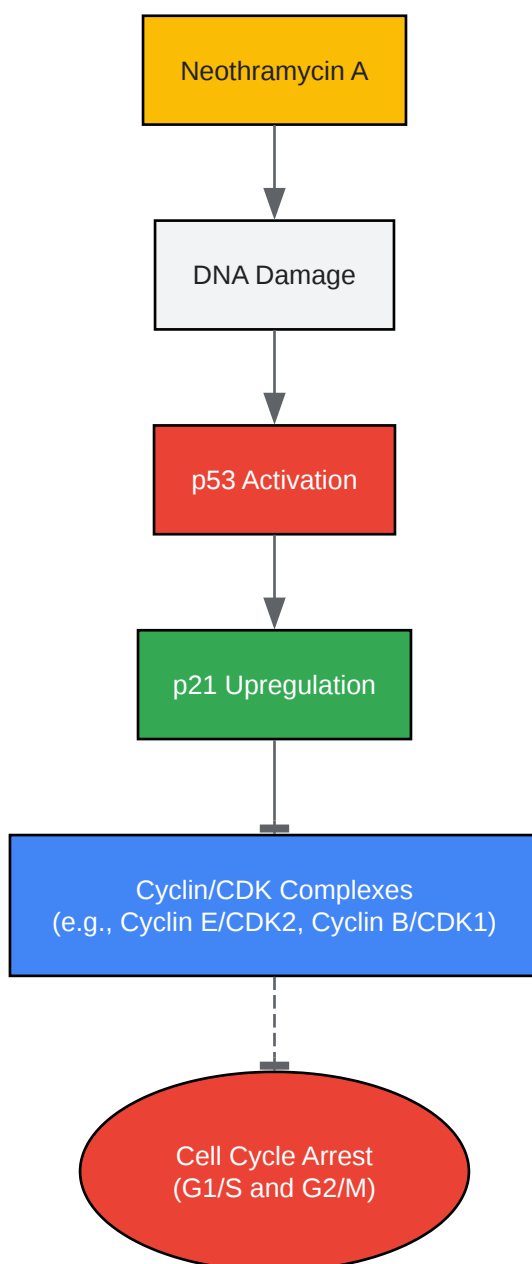 Neothramycin A
DNA Damage
p53 Activation
p21 Upregulation
Cyclin/CDK Complexes
(e.g., Cyclin E/CDK2, Cyclin B/CDK1)
Cell Cycle Arrest
(G1/S and G2/M)